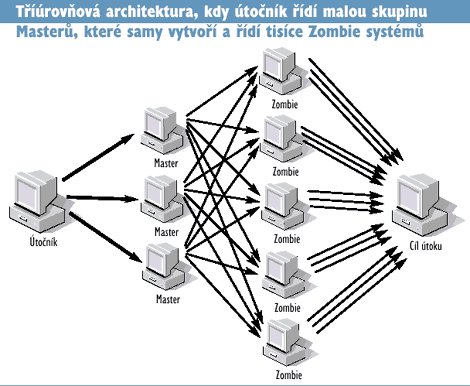 Tříúrovňová architektura, kdy útočník řídí malou skupinu
Masterů, které samy vytvoří a řídí tisíce Zombie systémů
Zombie
Master
Zombie
Útočník
Master
Zombie
Cíl útoku
Master
Zombie
Zombie